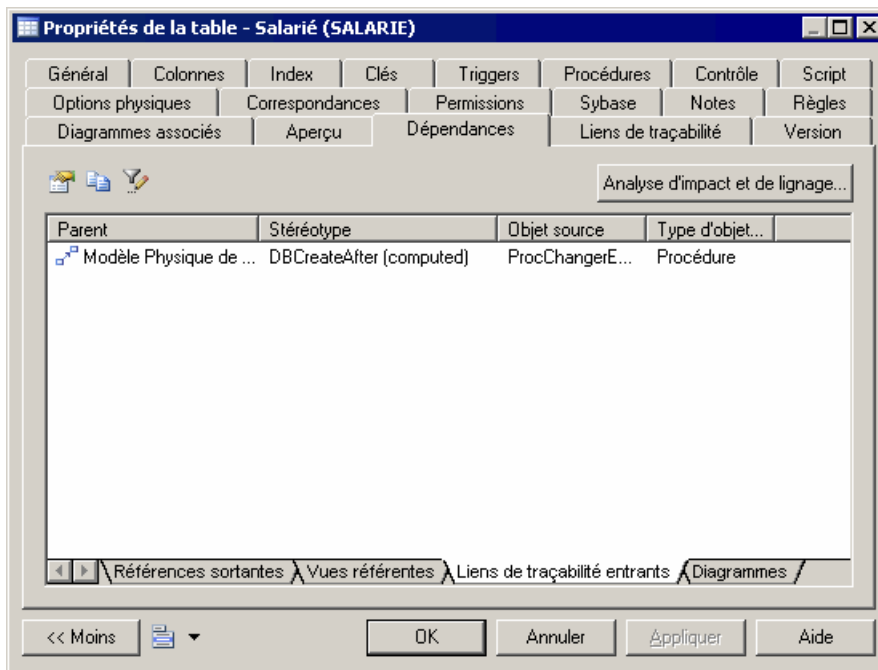 Propriétés de la table - Salarié (SALARIE)
Général Colonnes Index Clés Triggers Procédures Contrôle Script
Options physiques Correspondances Permissions Sybase Notes Règles
Diagrammes associés Aperçu Dépendances Liens de traçabilité Version
Analyse d'impact et de lignage...
Parent Stéréotype Objet source Type d'objet...
Modèle Physique de ... DBCreateAfter (computed) ProcChangerE... Procédure
Références sortantes Vues référentes Liens de traçabilité entrants Diagrammes
<< Moins OK Annuler Appliquer Aide